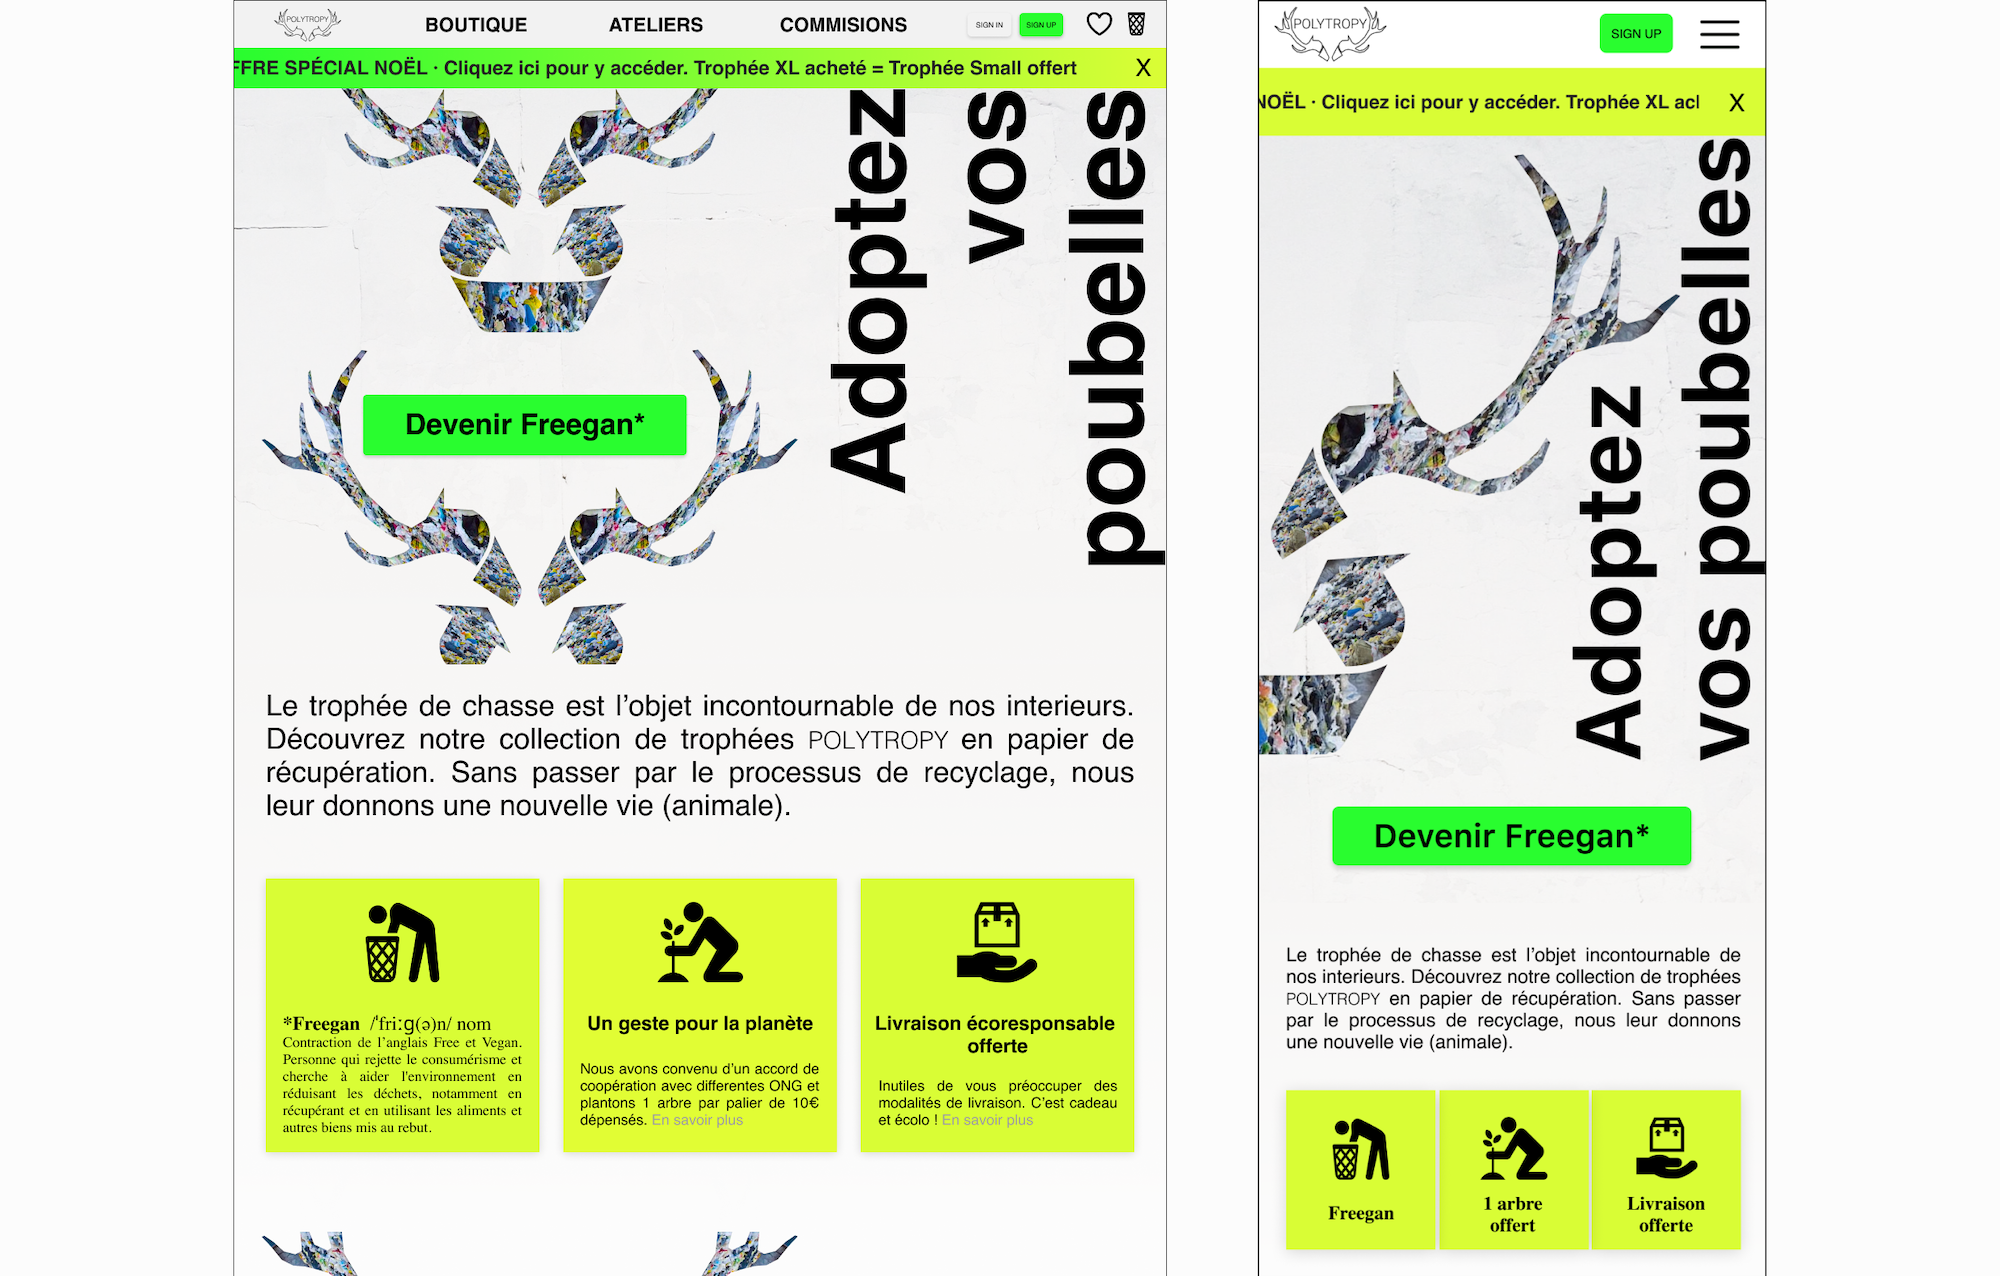 POLYTROPY
BOUTIQUE
ATELIERS
COMMISIONS
SIGN IN
SIGN UP
FFRE SPÉCIAL NOËL · Cliquez ici pour y accéder. Trophée XL acheté = Trophée Small offert
X
Adoptez
vos
poubelles
Devenir Freegan*
Le trophée de chasse est l’objet incontournable de nos interieurs.
Découvrez notre collection de trophées POLYTROPY en papier de
récupération. Sans passer par le processus de recyclage, nous
leur donnons une nouvelle vie (animale).
*Freegan /ˈfriːɡ(ə)n/ nom
Contraction de l’anglais Free et Vegan.
Personne qui rejette le consumérisme et
cherche à aider l'environnement en
réduisant les déchets, notamment en
récupérant et en utilisant les aliments et
autres biens mis au rebut.
Un geste pour la planète
Nous avons convenu d’un accord de
coopération avec differentes ONG et
plantons 1 arbre par palier de 10€
dépensés. En savoir plus
Livraison écoresponsable
offerte
Inutiles de vous préoccuper des
modalités de livraison. C’est cadeau
et écolo ! En savoir plus
POLYTROPY
SIGN UP
NOËL · Cliquez ici pour y accéder. Trophée XL acl
X
Adoptez
vos poubelles
Devenir Freegan*
Le trophée de chasse est l’objet incontournable de
nos interieurs. Découvrez notre collection de trophées
POLYTROPY en papier de récupération. Sans passer
par le processus de recyclage, nous leur donnons
une nouvelle vie (animale).
Freegan
1 arbre
offert
Livraison
offerte